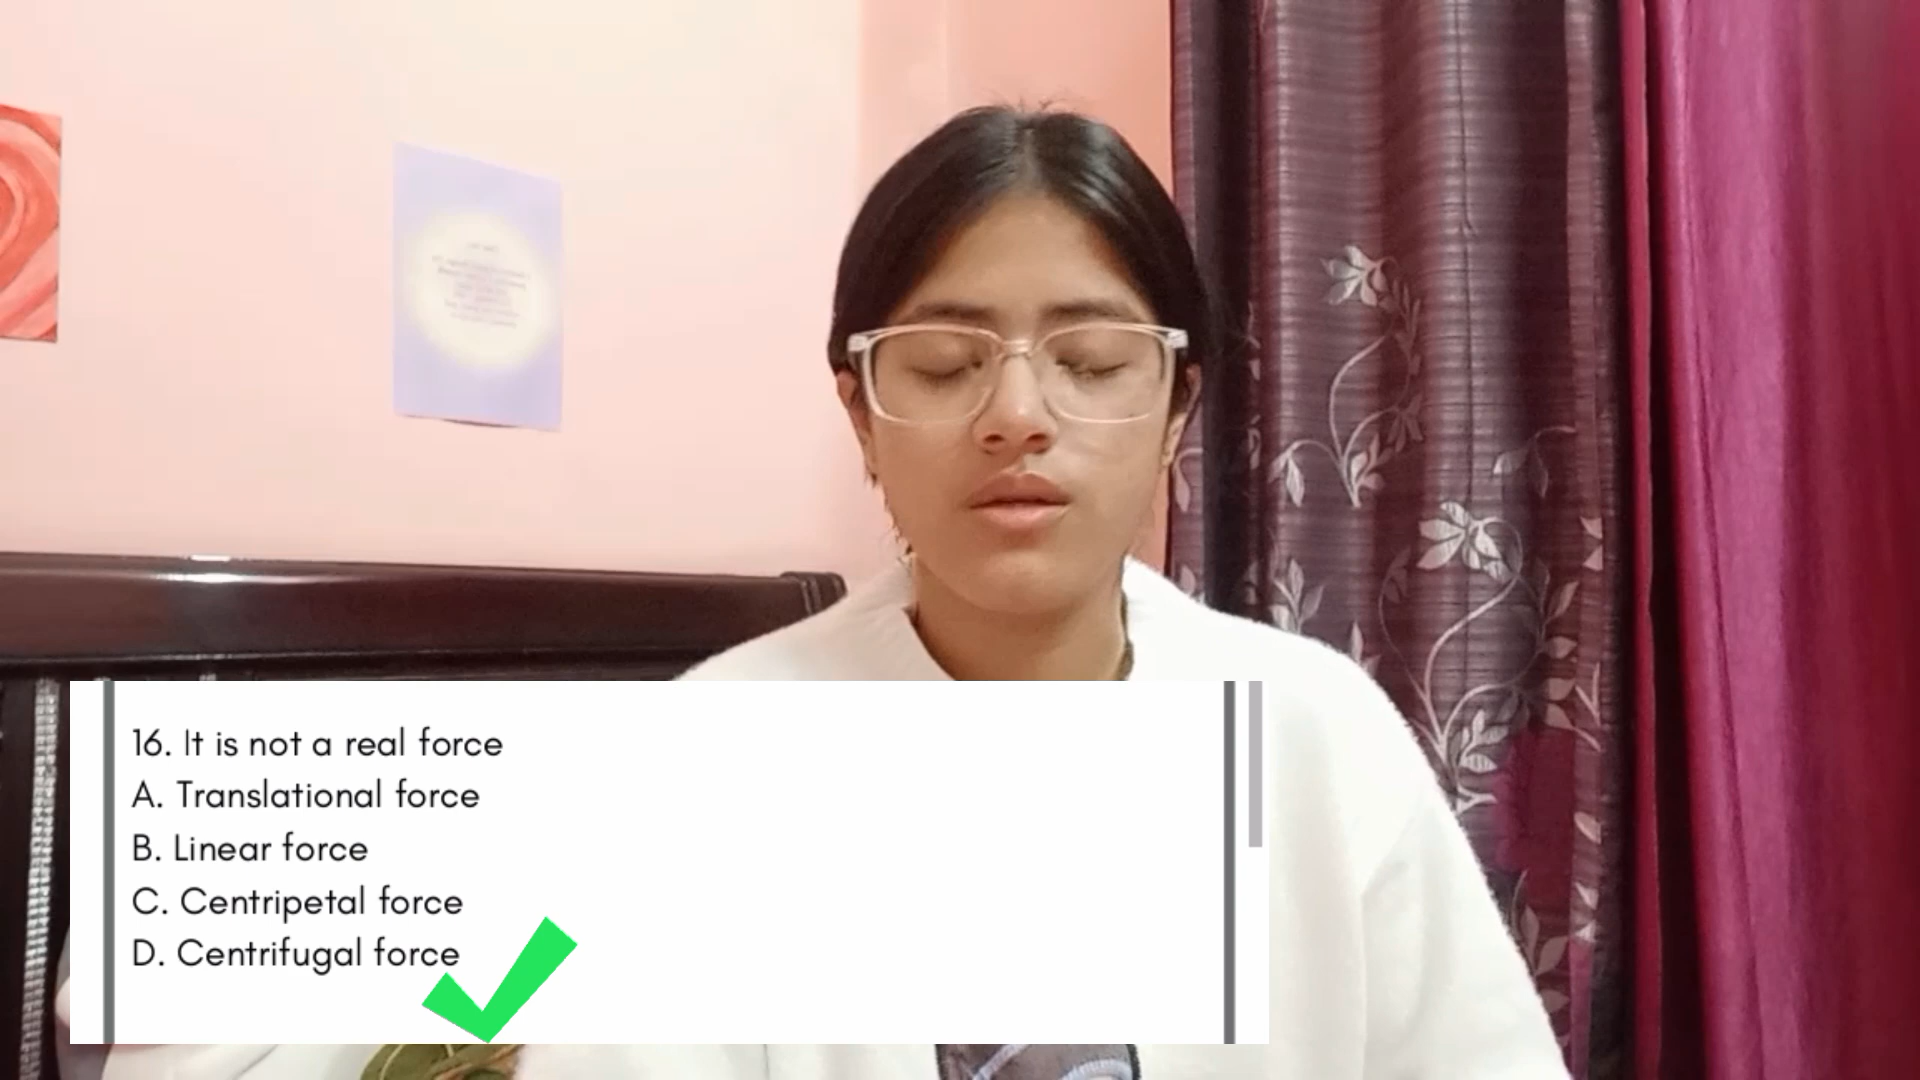 16. It is not a real force
A. Translational force
B. Linear force
C. Centripetal force
D. Centrifugal force